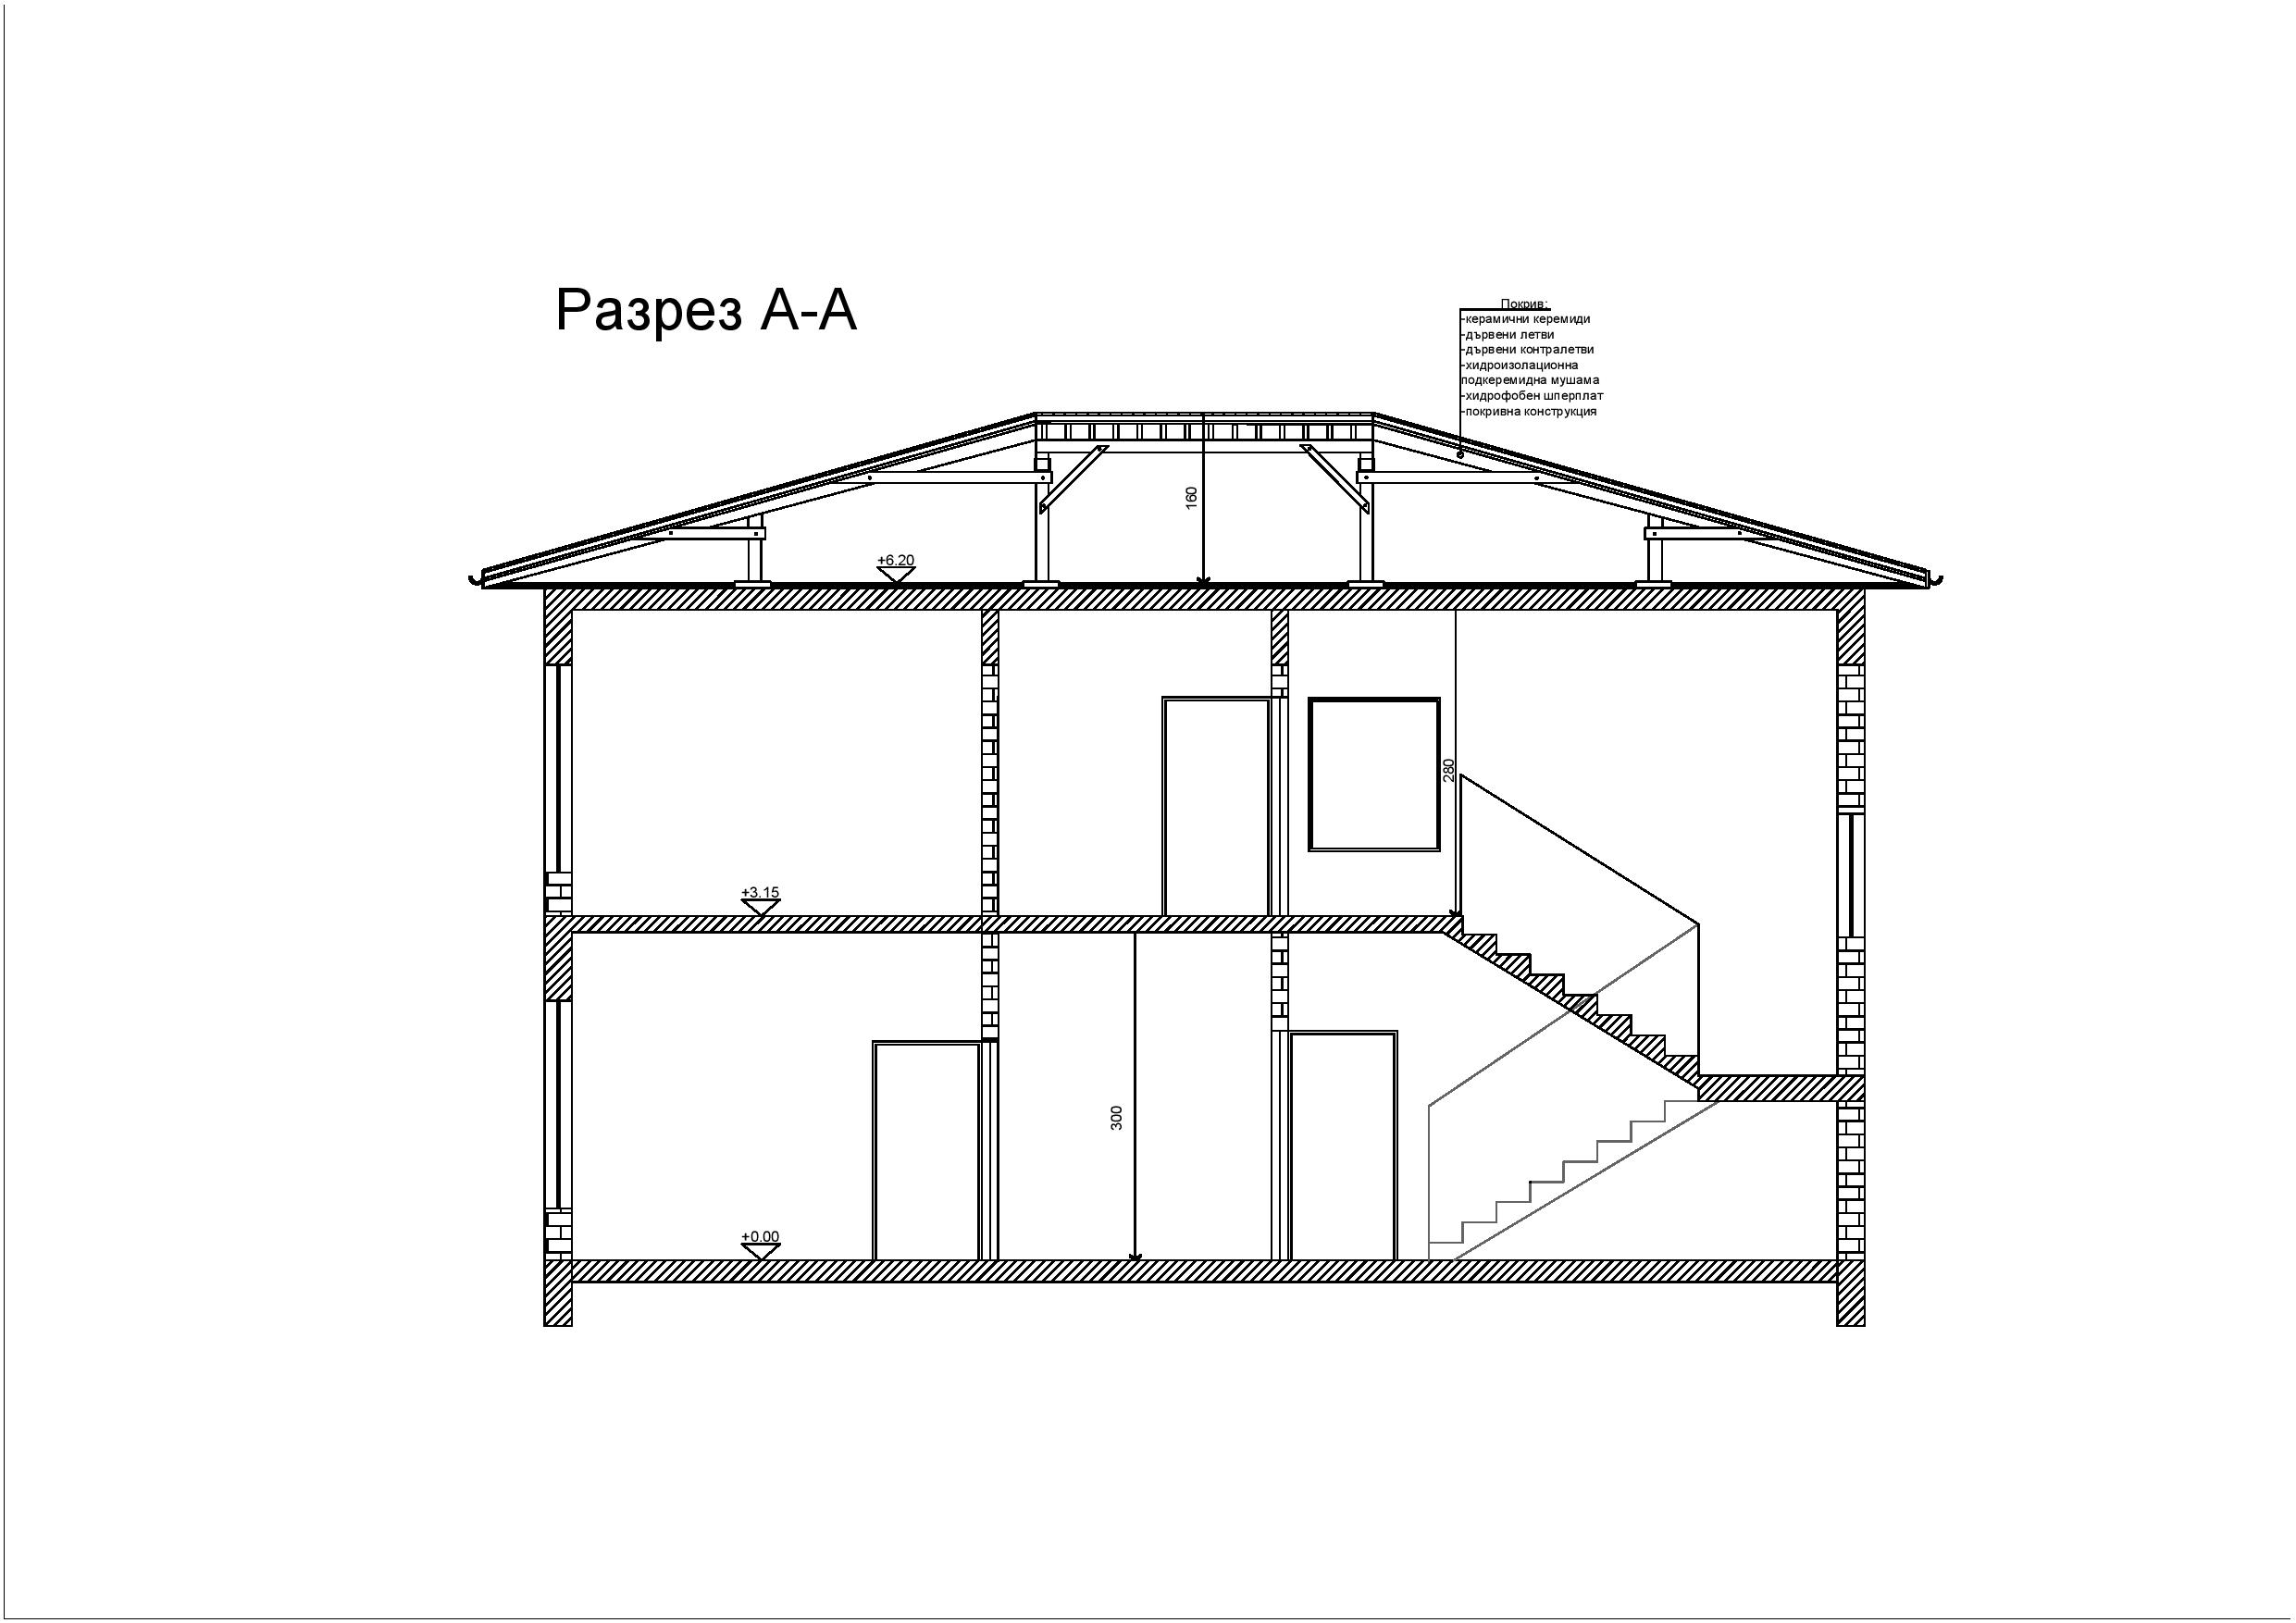 Разрез А-А
Покрив:
-керамични керемиди
-дървени летви
-дървени контралетви
-хидроизолационна
подкеремидна мушама
-хидрофобен шперплат
-покривна конструкция
160
+6.20
280
+3.15
300
+0.00